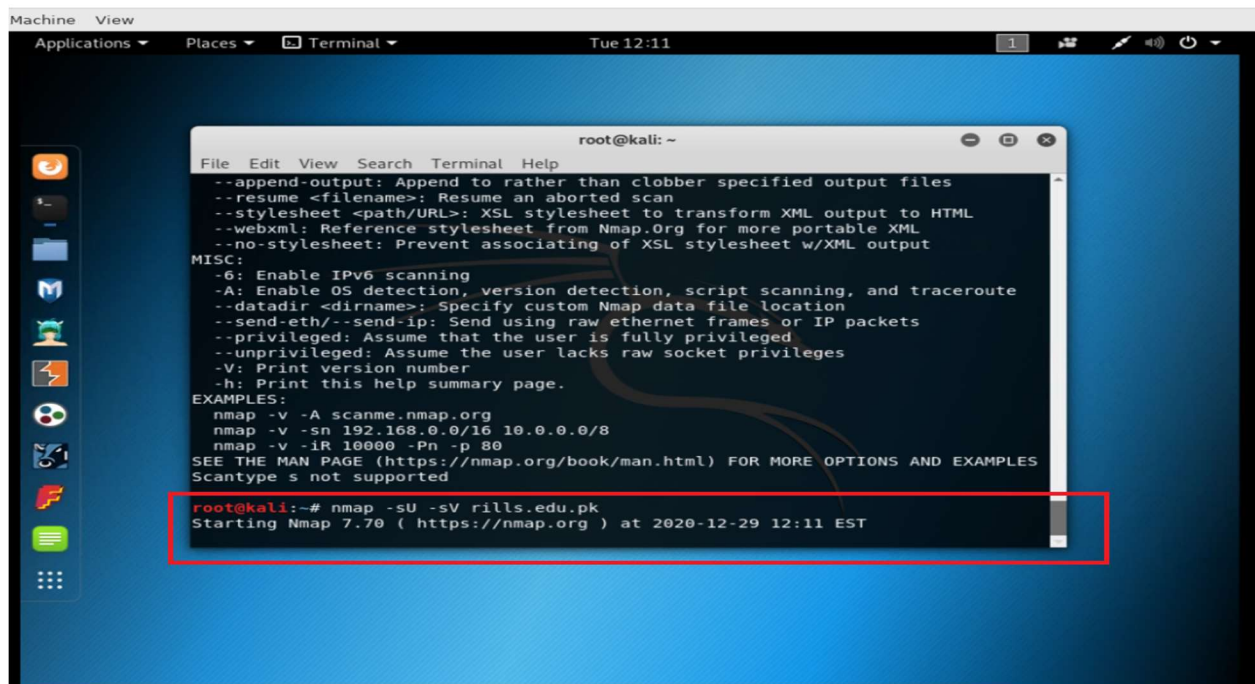 Machine View
Applications Places Terminal Tue 12:11 1
root@kali: ~
File Edit View Search Terminal Help
--append-output: Append to rather than clobber specified output files
--resume <filename>: Resume an aborted scan
--stylesheet <path/URL>: XSL stylesheet to transform XML output to HTML
--webxml: Reference stylesheet from Nmap.Org for more portable XML
--no-stylesheet: Prevent associating of XSL stylesheet w/XML output
MISC:
-6: Enable IPv6 scanning
-A: Enable OS detection, version detection, script scanning, and traceroute
--datadir <dirname>: Specify custom Nmap data file location
--send-eth/--send-ip: Send using raw ethernet frames or IP packets
--privileged: Assume that the user is fully privileged
--unprivileged: Assume the user lacks raw socket privileges
-V: Print version number
-h: Print this help summary page.
EXAMPLES:
nmap -v -A scanme.nmap.org
nmap -v -sn 192.168.0.0/16 10.0.0.0/8
nmap -v -iR 10000 -Pn -p 80
SEE THE MAN PAGE (https://nmap.org/book/man.html) FOR MORE OPTIONS AND EXAMPLES
Scantype s not supported
root@kali:~# nmap -sU -sV rills.edu.pk
Starting Nmap 7.70 ( https://nmap.org ) at 2020-12-29 12:11 EST